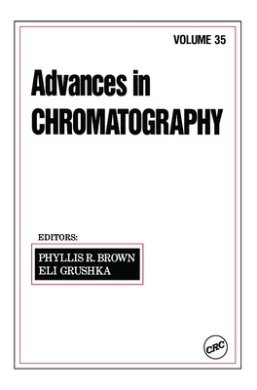 VOLUME 35
Advances in
CHROMATOGRAPHY
EDITORS:
PHYLLIS R. BROWN
ELI GRUSHKA
CRC